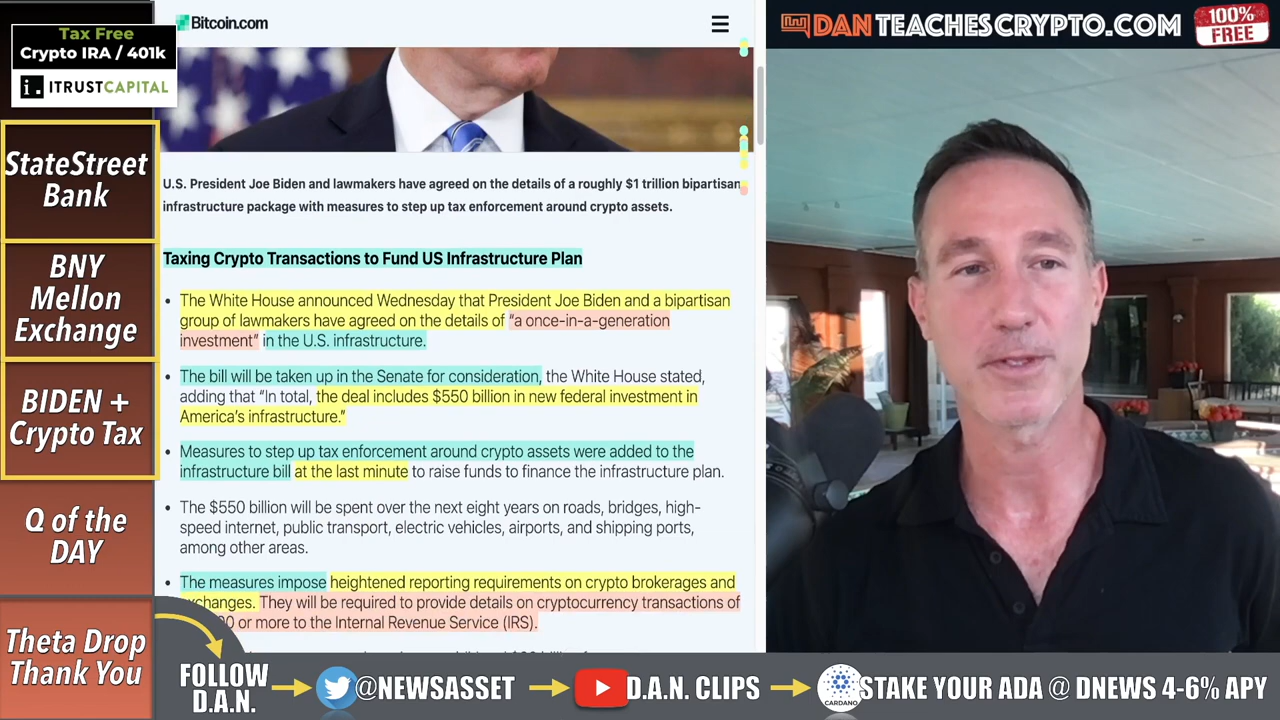 Tax Free
Crypto IRA / 401k
i. ITRUSTCAPITAL
StateStreet
Bank
BNY
Mellon
Exchange
BIDEN +
Crypto Tax
Q of the
DAY
Theta Drop
Thank You
Bitcoin.com
U.S. President Joe Biden and lawmakers have agreed on the details of a roughly $1 trillion bipartisan
infrastructure package with measures to step up tax enforcement around crypto assets.
Taxing Crypto Transactions to Fund US Infrastructure Plan
• The White House announced Wednesday that President Joe Biden and a bipartisan
group of lawmakers have agreed on the details of “a once-in-a-generation
investment” in the U.S. infrastructure.
• The bill will be taken up in the Senate for consideration, the White House stated,
adding that “In total, the deal includes $550 billion in new federal investment in
America’s infrastructure.”
• Measures to step up tax enforcement around crypto assets were added to the
infrastructure bill at the last minute to raise funds to finance the infrastructure plan.
• The $550 billion will be spent over the next eight years on roads, bridges, high-
speed internet, public transport, electric vehicles, airports, and shipping ports,
among other areas.
• The measures impose heightened reporting requirements on crypto brokerages and
exchanges. They will be required to provide details on cryptocurrency transactions of
or more to the Internal Revenue Service (IRS).
DANTEACHESCRYPTO.COM
100%
FREE
FOLLOW
D.A.N.
@NEWSASSET
D.A.N. CLIPS
CARDANO
STAKE YOUR ADA @ DNEWS 4-6% APY